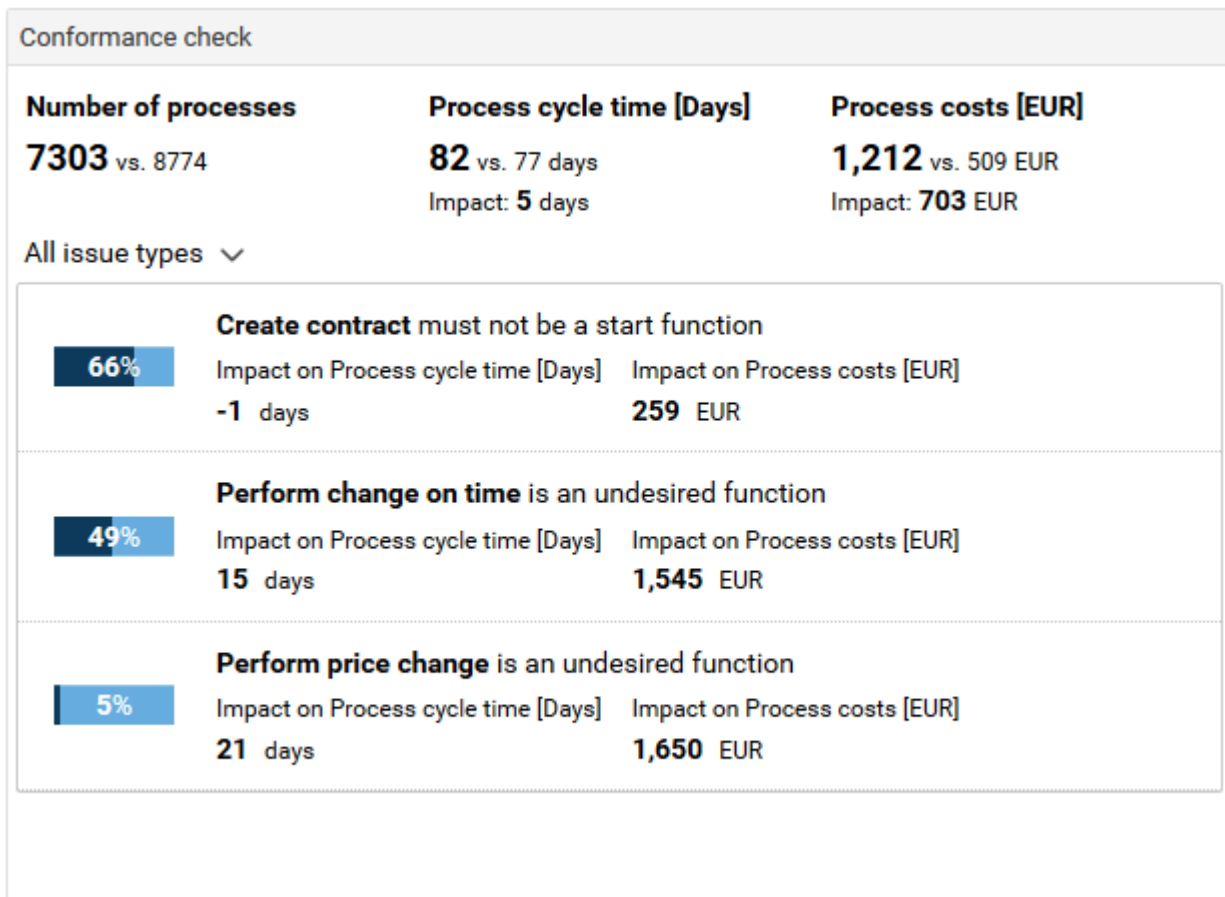 Conformance check
Number of processes
7303 vs. 8774
Process cycle time [Days]
82 vs. 77 days
Impact: 5 days
Process costs [EUR]
1,212 vs. 509 EUR
Impact: 703 EUR
All issue types
66%
Create contract must not be a start function
Impact on Process cycle time [Days] Impact on Process costs [EUR]
-1 days 259 EUR
49%
Perform change on time is an undesired function
Impact on Process cycle time [Days] Impact on Process costs [EUR]
15 days 1,545 EUR
5%
Perform price change is an undesired function
Impact on Process cycle time [Days] Impact on Process costs [EUR]
21 days 1,650 EUR